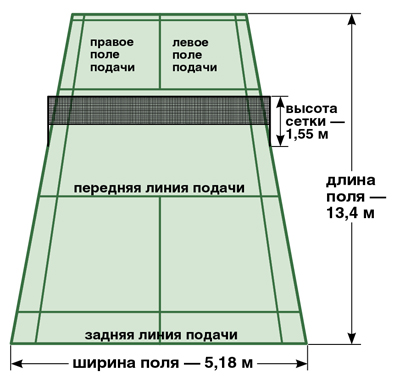 правое
поле
подачи
левое
поле
подачи
высота
сетки —
1,55 м
передняя линия подачи
длина
поля —
13,4 м
задняя линия подачи
ширина поля — 5,18 м